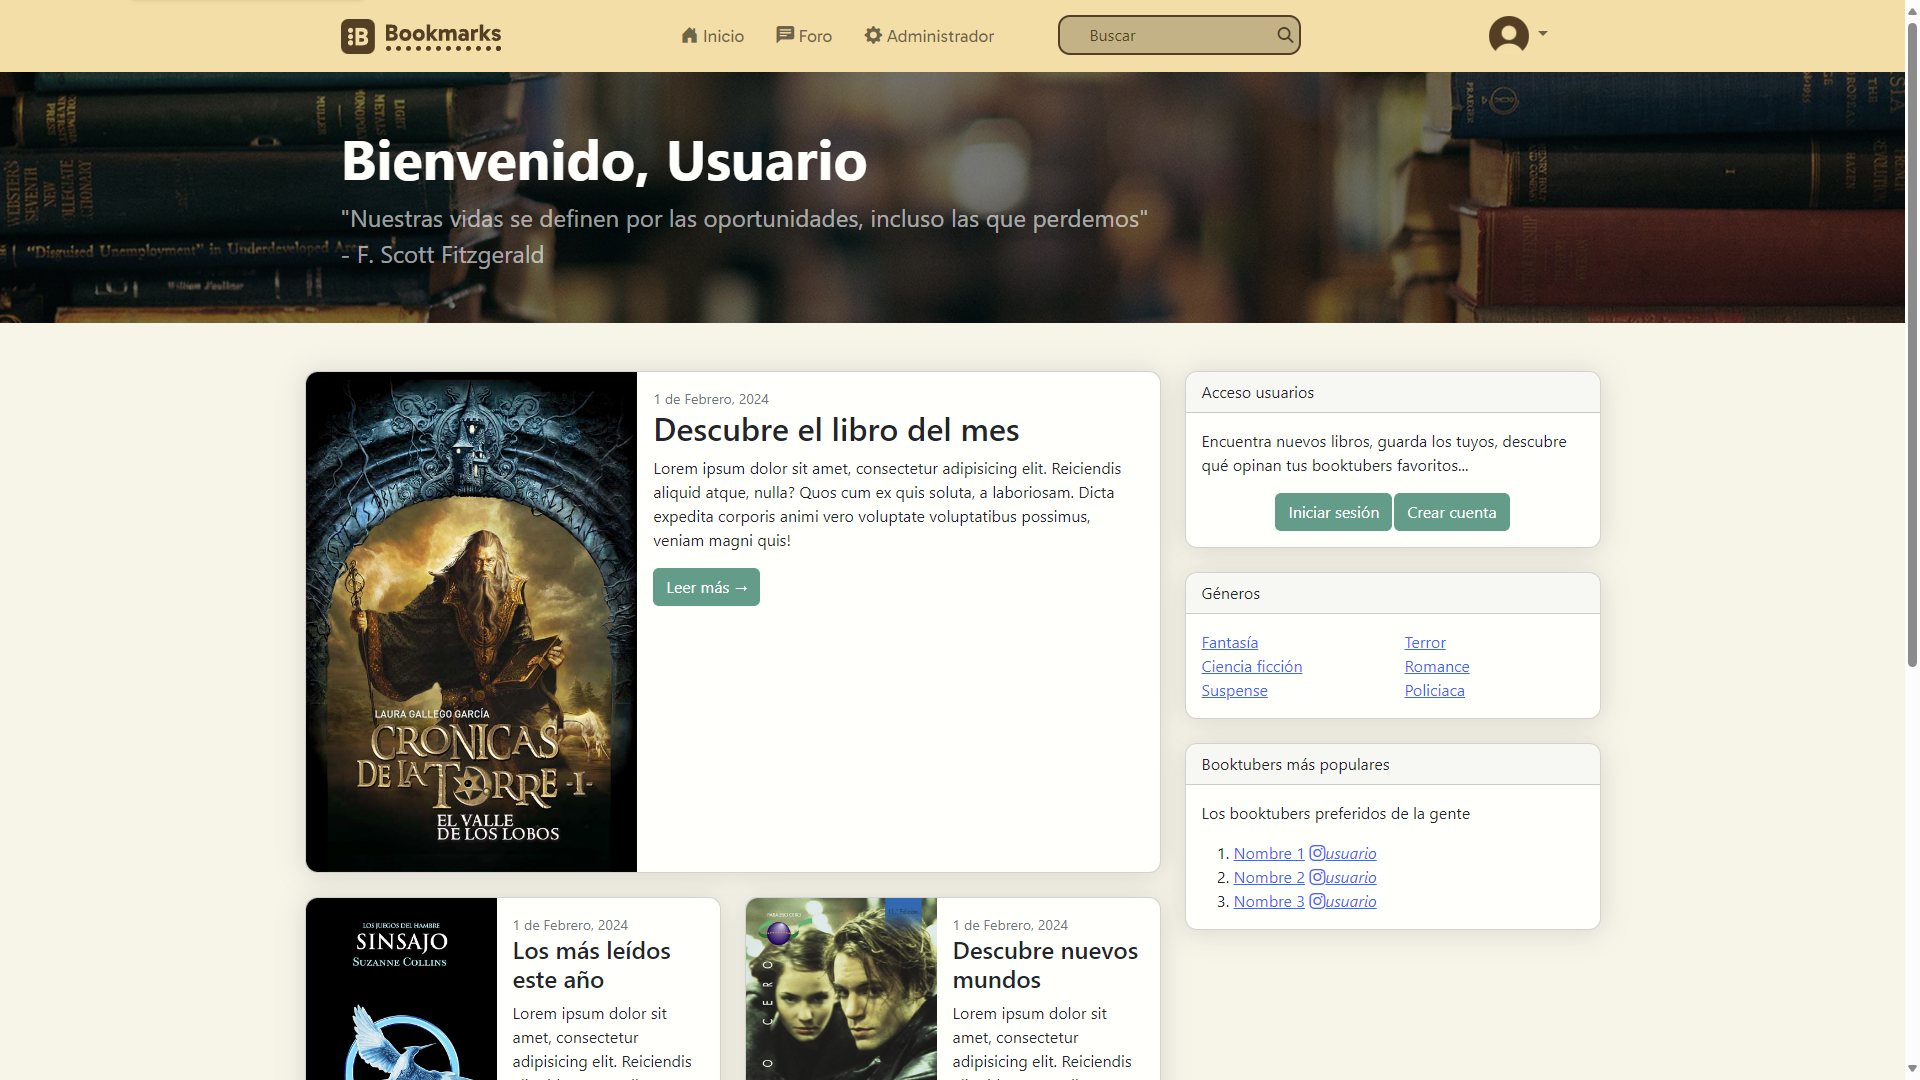 Bookmarks
Inicio
Foro
Administrador
Buscar
Bienvenido, Usuario
"Nuestras vidas se definen por las oportunidades, incluso las que perdemos"
- F. Scott Fitzgerald
"Disguised Unemployment" in Underdeveloped
William Faulkner
1 de Febrero, 2024
Descubre el libro del mes
Lorem ipsum dolor sit amet, consectetur adipisicing elit. Reiciendis
aliquid atque, nulla? Quos cum ex quis soluta, a laboriosam. Dicta
expedita corporis animi vero voluptate voluptatibus possimus,
veniam magni quis!
Leer más →
LAURA GALLEGO GARCÍA
CRONICAS
DE LA TORRE -I-
EL VALLE
DE LOS LOBOS
Acceso usuarios
Encuentra nuevos libros, guarda los tuyos, descubre
qué opinan tus booktubers favoritos...
Iniciar sesión
Crear cuenta
Géneros
Fantasía
Ciencia ficción
Suspense
Terror
Romance
Policiaca
Booktubers más populares
Los booktubers preferidos de la gente
1. Nombre 1 usuario
2. Nombre 2 usuario
3. Nombre 3 usuario
LOS JUEGOS DEL HAMBRE
SINSAJO
SUZANNE COLLINS
1 de Febrero, 2024
Los más leídos
este año
Lorem ipsum dolor sit
amet, consectetur
adipisicing elit. Reiciendis
O CERO
1 de Febrero, 2024
Descubre nuevos
mundos
Lorem ipsum dolor sit
amet, consectetur
adipisicing elit. Reiciendis